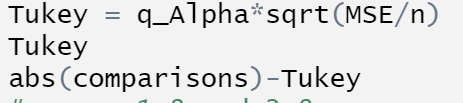 Tukey = q_Alpha*sqrt(MSE/n)
Tukey
abs(comparisons)-Tukey